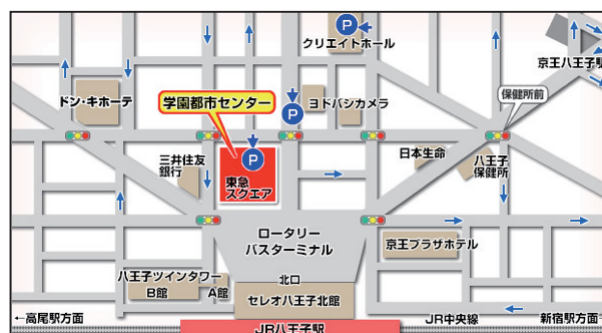 P
クリエイトホール
京王八王子駅
ドン・キホーテ
学園都市センター
P
ヨドバシカメラ
保健所前
三井住友
銀行
P
東急
スクエア
日本生命
八王子
保健所
ロータリー
バスターミナル
京王プラザホテル
八王子ツインタワー
B館
A館
北口
セレオ八王子北館
←高尾駅方面
JR中央線
新宿駅方面→
JR八王子駅